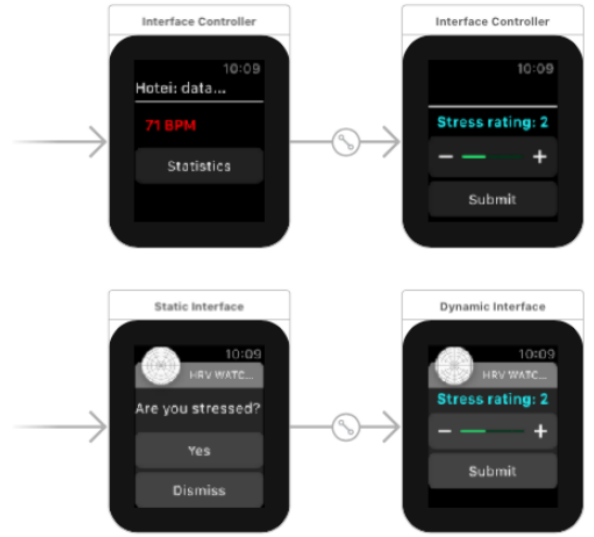 Interface Controller
10:09
Hotei: data...
71 BPM
Statistics
Interface Controller
10:09
Stress rating: 2
Submit
Static Interface
10:09
HRV WATC...
Are you stressed?
Yes
Dismiss
Dynamic Interface
10:09
HRV WATC...
Stress rating: 2
Submit